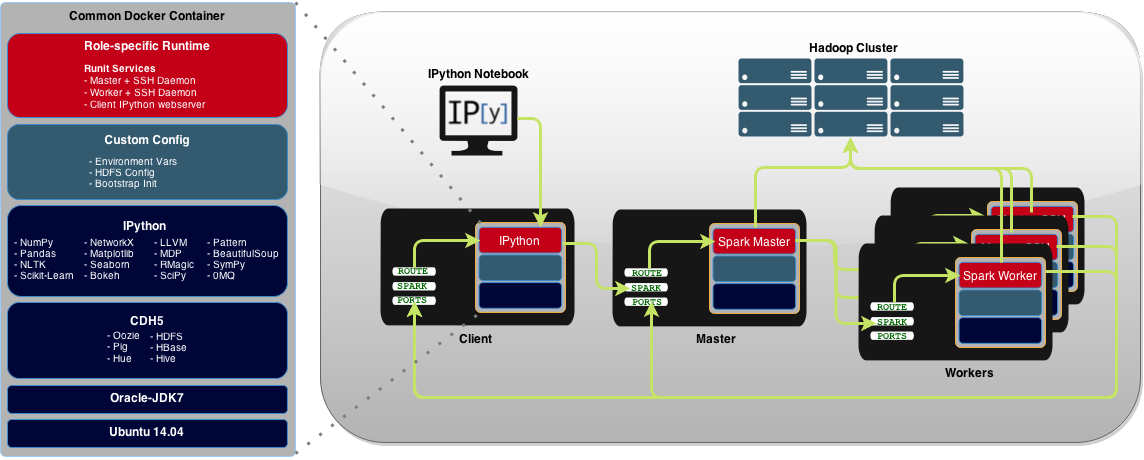 Common Docker Container
Role-specific Runtime
Runit Services
- Master + SSH Daemon
- Worker + SSH Daemon
- Client IPython webserver
Custom Config
- Environment Vars
- HDFS Config
- Bootstrap Init
IPython
- NumPy - NetworkX - LLVM - Pattern
- Pandas - Matplotlib - MDP - BeautifulSoup
- NLTK - Seaborn - RMagic - SymPy
- Scikit-Learn - Bokeh - SciPy - 0MQ
CDH5
- Oozie - HDFS
- Pig - HBase
- Hue - Hive
Oracle-JDK7
Ubuntu 14.04
IPython Notebook
IP[y]
Hadoop Cluster
IPython
ROUTE
SPARK
PORTS
Client
Spark Master
ROUTE
SPARK
PORTS
Master
Spark Worker
ROUTE
SPARK
PORTS
Workers